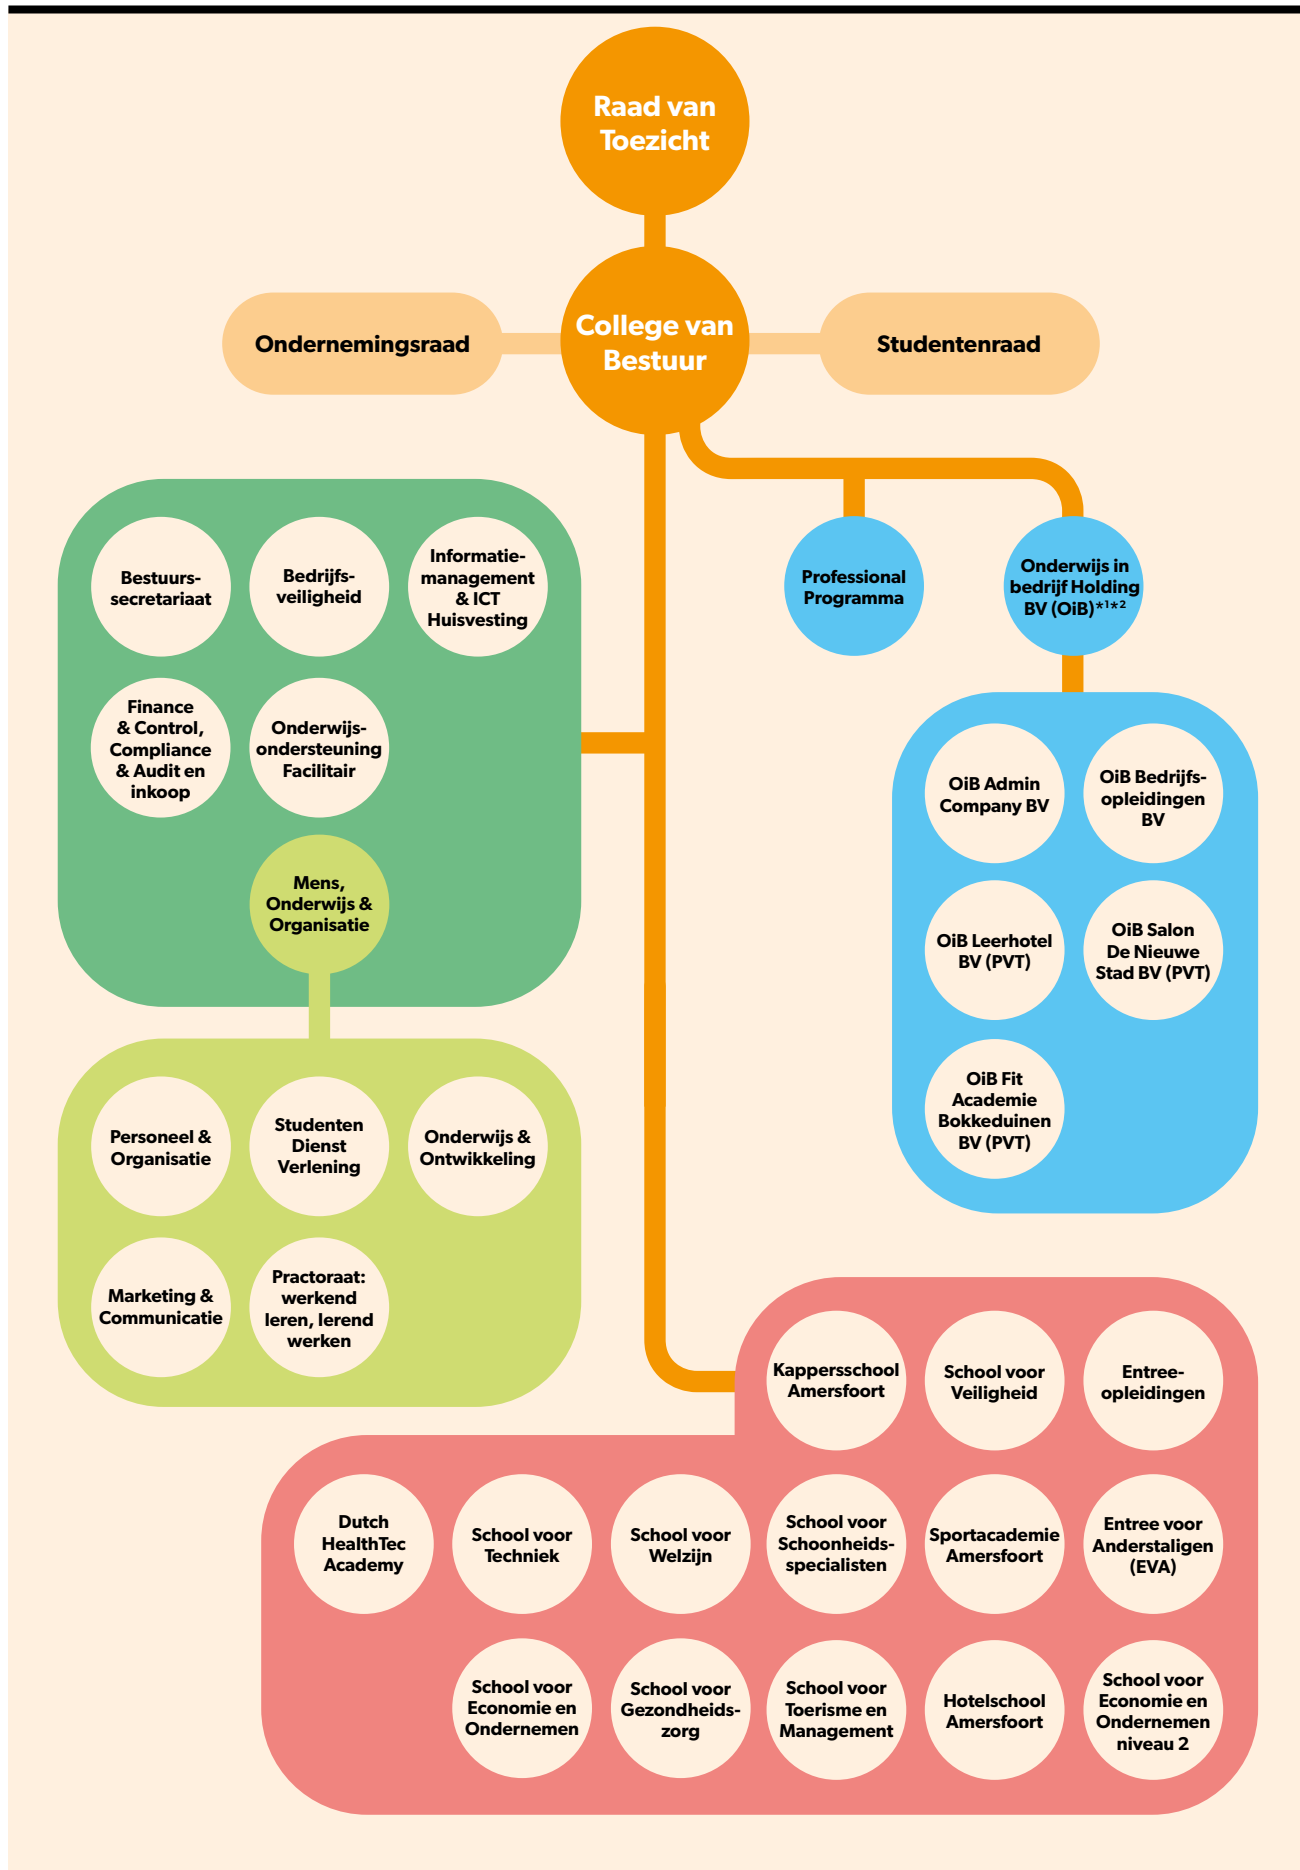 Raad van
Toezicht
College van
Bestuur
Ondernemingsraad
Studentenraad
Bestuurs-
secretariaat
Bedrijfs-
veiligheid
Informatie-
management
& ICT
Huisvesting
Finance
& Control,
Compliance
& Audit en
inkoop
Onderwijs-
ondersteuning
Facilitair
Mens,
Onderwijs &
Organisatie
Professional
Programma
Onderwijs in
bedrijf Holding
BV (OiB)*¹*²
OiB Admin
Company BV
OiB Bedrijfs-
opleidingen
BV
OiB Leerhotel
BV (PVT)
OiB Salon
De Nieuwe
Stad BV (PVT)
OiB Fit
Academie
Bokkeduinen
BV (PVT)
Personeel &
Organisatie
Studenten
Dienst
Verlening
Onderwijs &
Ontwikkeling
Marketing &
Communicatie
Practoraat:
werkend
leren, lerend
werken
Kappersschool
Amersfoort
School voor
Veiligheid
Entree-
opleidingen
Dutch
HealthTec
Academy
School voor
Techniek
School voor
Welzijn
School voor
Schoonheids-
specialisten
Sportacademie
Amersfoort
Entree voor
Anderstaligen
(EVA)
School voor
Economie en
Ondernemen
School voor
Gezondheids-
zorg
School voor
Toerisme en
Management
Hotelschool
Amersfoort
School voor
Economie en
Ondernemen
niveau 2